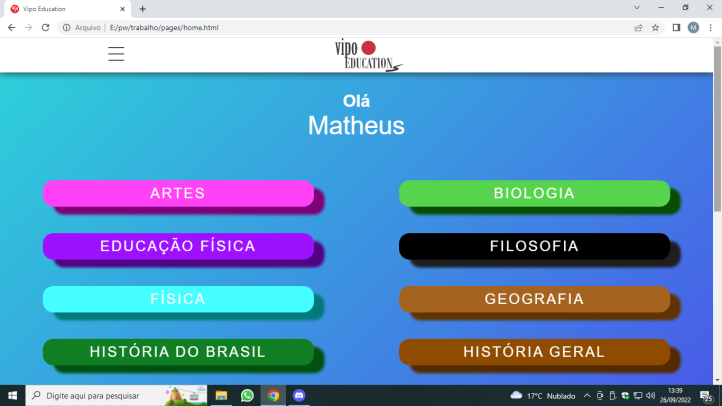 Vipo Education
Arquivo
E:/pw/trabalho/pages/home.html
M
vipo
EDUCATION
Olá
Matheus
ARTES
BIOLOGIA
EDUCAÇÃO FÍSICA
FILOSOFIA
FÍSICA
GEOGRAFIA
HISTÓRIA DO BRASIL
HISTÓRIA GERAL
Digite aqui para pesquisar
17°C Nublado
13:39
26/09/2022
25